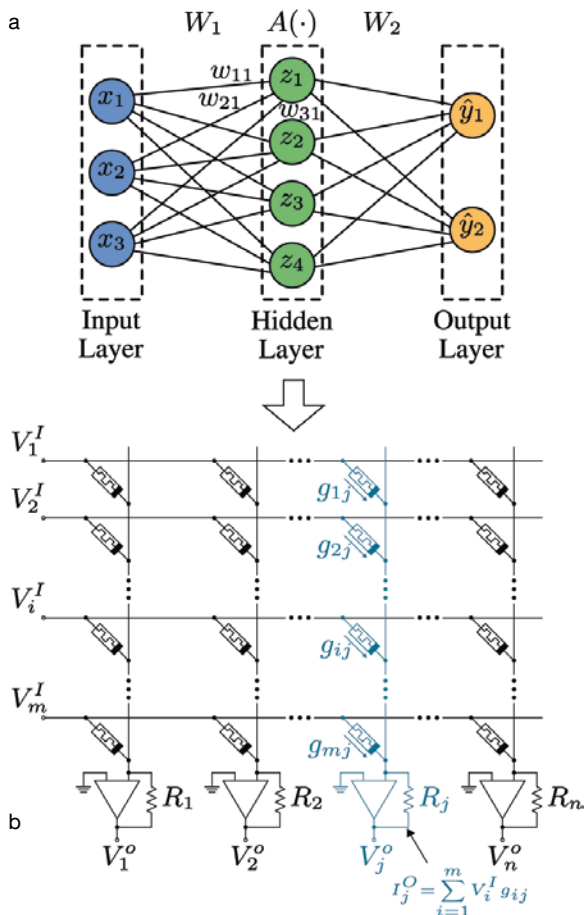 a
W₁ A(·) W₂
w₁₁
w₂₁
w₃₁
x₁
x₂
x₃
z₁
z₂
z₃
z₄
ŷ₁
ŷ₂
Input
Layer
Hidden
Layer
Output
Layer
V₁ᴵ
g₁ⱼ
V₂ᴵ
g₂ⱼ
Vᵢᴵ
gᵢⱼ
Vₘᴵ
gₘⱼ
R₁ R₂ Rⱼ Rₙ
b
V₁ᵒ V₂ᵒ Vⱼᵒ Vₙᵒ
Iⱼᴼ = ∑ᵢ₌₁ᵐ Vᵢᴵ gᵢⱼ